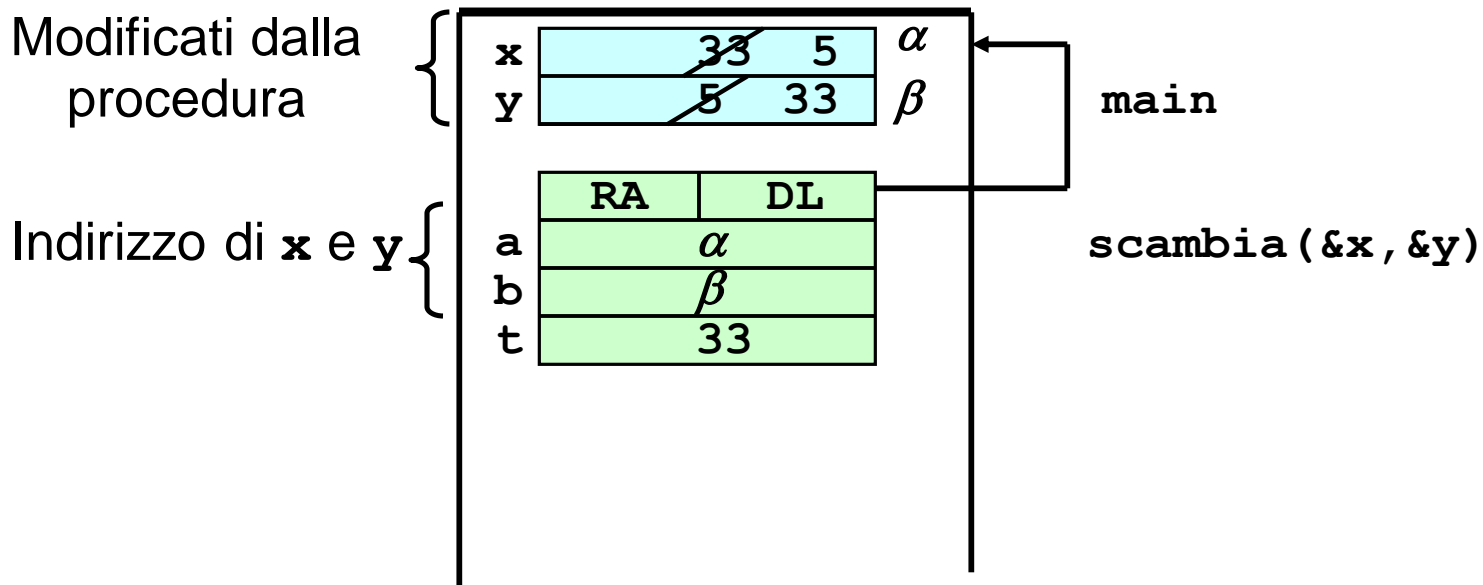 Modificati dalla
procedura
x 33 5 α
y 5 33 β
main
RA DL
Indirizzo di x e y
a α
scambia(&x,&y)
b β
t 33